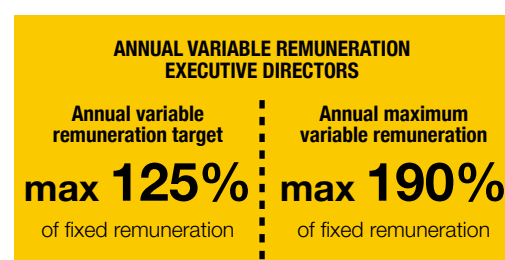 ANNUAL VARIABLE REMUNERATION
EXECUTIVE DIRECTORS
Annual variable
remuneration target
max 125%
of fixed remuneration
Annual maximum
variable remuneration
max 190%
of fixed remuneration